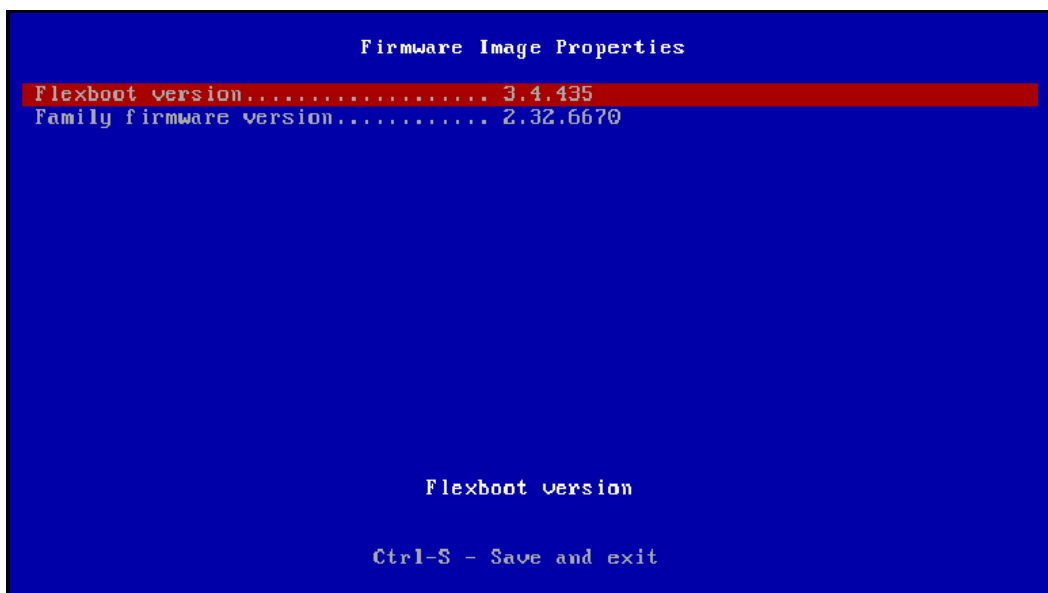 Firmware Image Properties
Flexboot version................... 3.4.435
Family firmware version............ 2.32.6670
Flexboot version
Ctrl-S - Save and exit